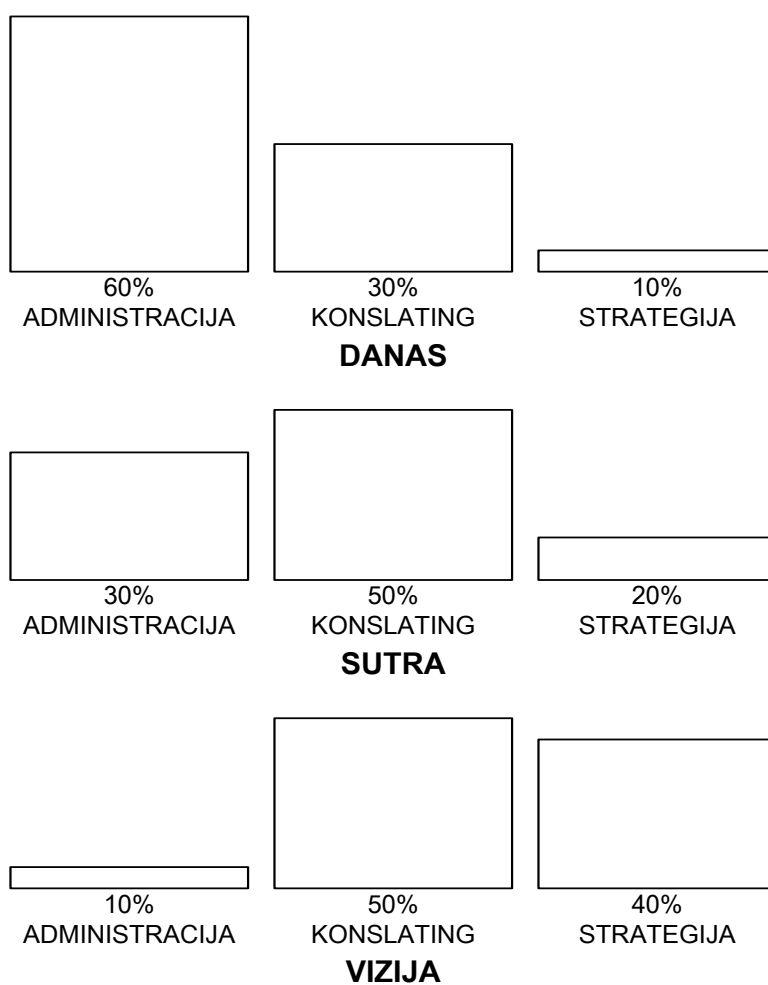 60% 30% 10%
ADMINISTRACIJA KONSLATING STRATEGIJA
DANAS
30% 50% 20%
ADMINISTRACIJA KONSLATING STRATEGIJA
SUTRA
10% 50% 40%
ADMINISTRACIJA KONSLATING STRATEGIJA
VIZIJA